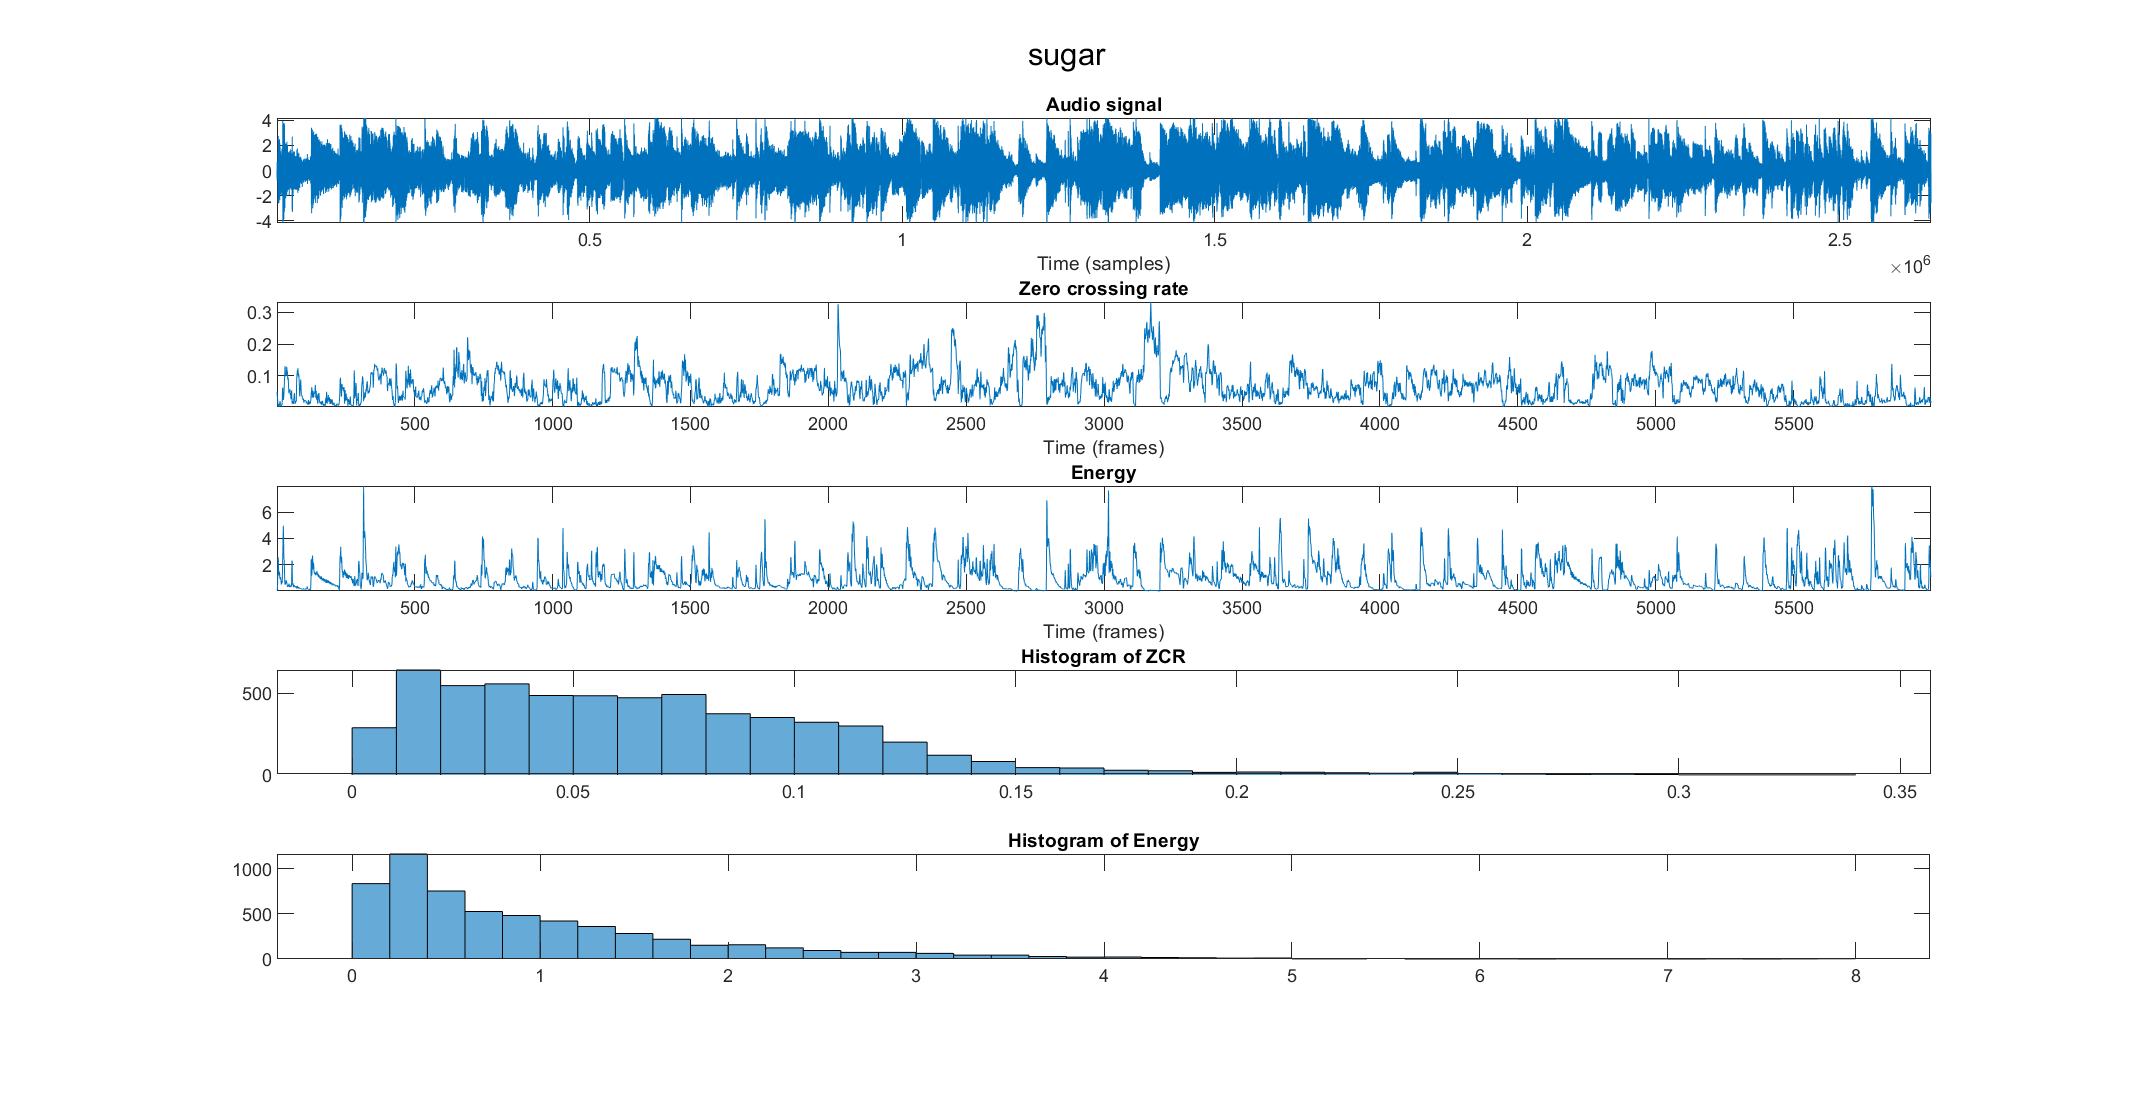 sugar
Audio signal
4
2
0
-2
-4
0.5 1 1.5 2 2.5
Time (samples)
×10^6
Zero crossing rate
0.3
0.2
0.1
500 1000 1500 2000 2500 3000 3500 4000 4500 5000 5500
Time (frames)
Energy
6
4
2
500 1000 1500 2000 2500 3000 3500 4000 4500 5000 5500
Time (frames)
Histogram of ZCR
500
0
0 0.05 0.1 0.15 0.2 0.25 0.3 0.35
Histogram of Energy
1000
500
0
0 1 2 3 4 5 6 7 8